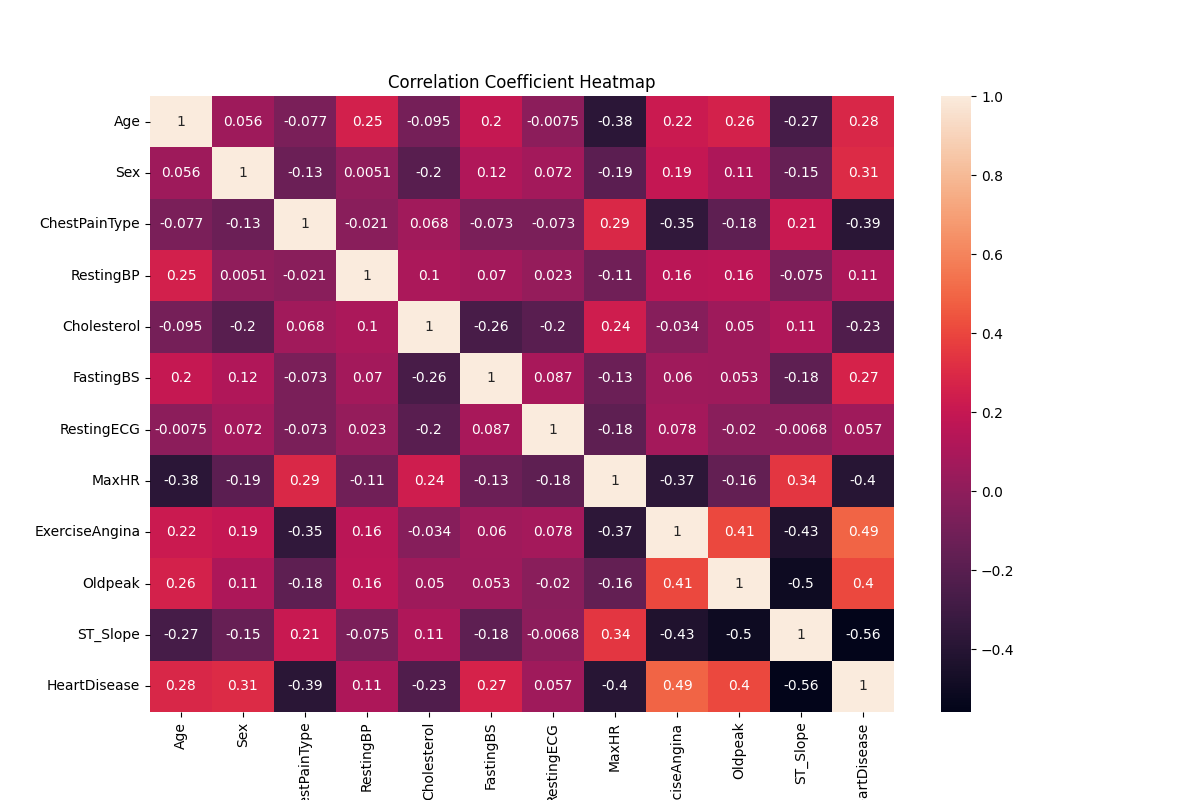 Correlation Coefficient Heatmap
Age 1 0.056 -0.077 0.25 -0.095 0.2 -0.0075 -0.38 0.22 0.26 -0.27 0.28
Sex 0.056 1 -0.13 0.0051 -0.2 0.12 0.072 -0.19 0.19 0.11 -0.15 0.31
ChestPainType -0.077 -0.13 1 -0.021 0.068 -0.073 -0.073 0.29 -0.35 -0.18 0.21 -0.39
RestingBP 0.25 0.0051 -0.021 1 0.1 0.07 0.023 -0.11 0.16 0.16 -0.075 0.11
Cholesterol -0.095 -0.2 0.068 0.1 1 -0.26 -0.2 0.24 -0.034 0.05 0.11 -0.23
FastingBS 0.2 0.12 -0.073 0.07 -0.26 1 0.087 -0.13 0.06 0.053 -0.18 0.27
RestingECG -0.0075 0.072 -0.073 0.023 -0.2 0.087 1 -0.18 0.078 -0.02 -0.0068 0.057
MaxHR -0.38 -0.19 0.29 -0.11 0.24 -0.13 -0.18 1 -0.37 -0.16 0.34 -0.4
ExerciseAngina 0.22 0.19 -0.35 0.16 -0.034 0.06 0.078 -0.37 1 0.41 -0.43 0.49
Oldpeak 0.26 0.11 -0.18 0.16 0.05 0.053 -0.02 -0.16 0.41 1 -0.5 0.4
ST_Slope -0.27 -0.15 0.21 -0.075 0.11 -0.18 -0.0068 0.34 -0.43 -0.5 1 -0.56
HeartDisease 0.28 0.31 -0.39 0.11 -0.23 0.27 0.057 -0.4 0.49 0.4 -0.56 1
Age
Sex
estPainType
RestingBP
Cholesterol
FastingBS
RestingECG
MaxHR
ciseAngina
Oldpeak
ST_Slope
artDisease
1.0
0.8
0.6
0.4
0.2
0.0
−0.2
−0.4